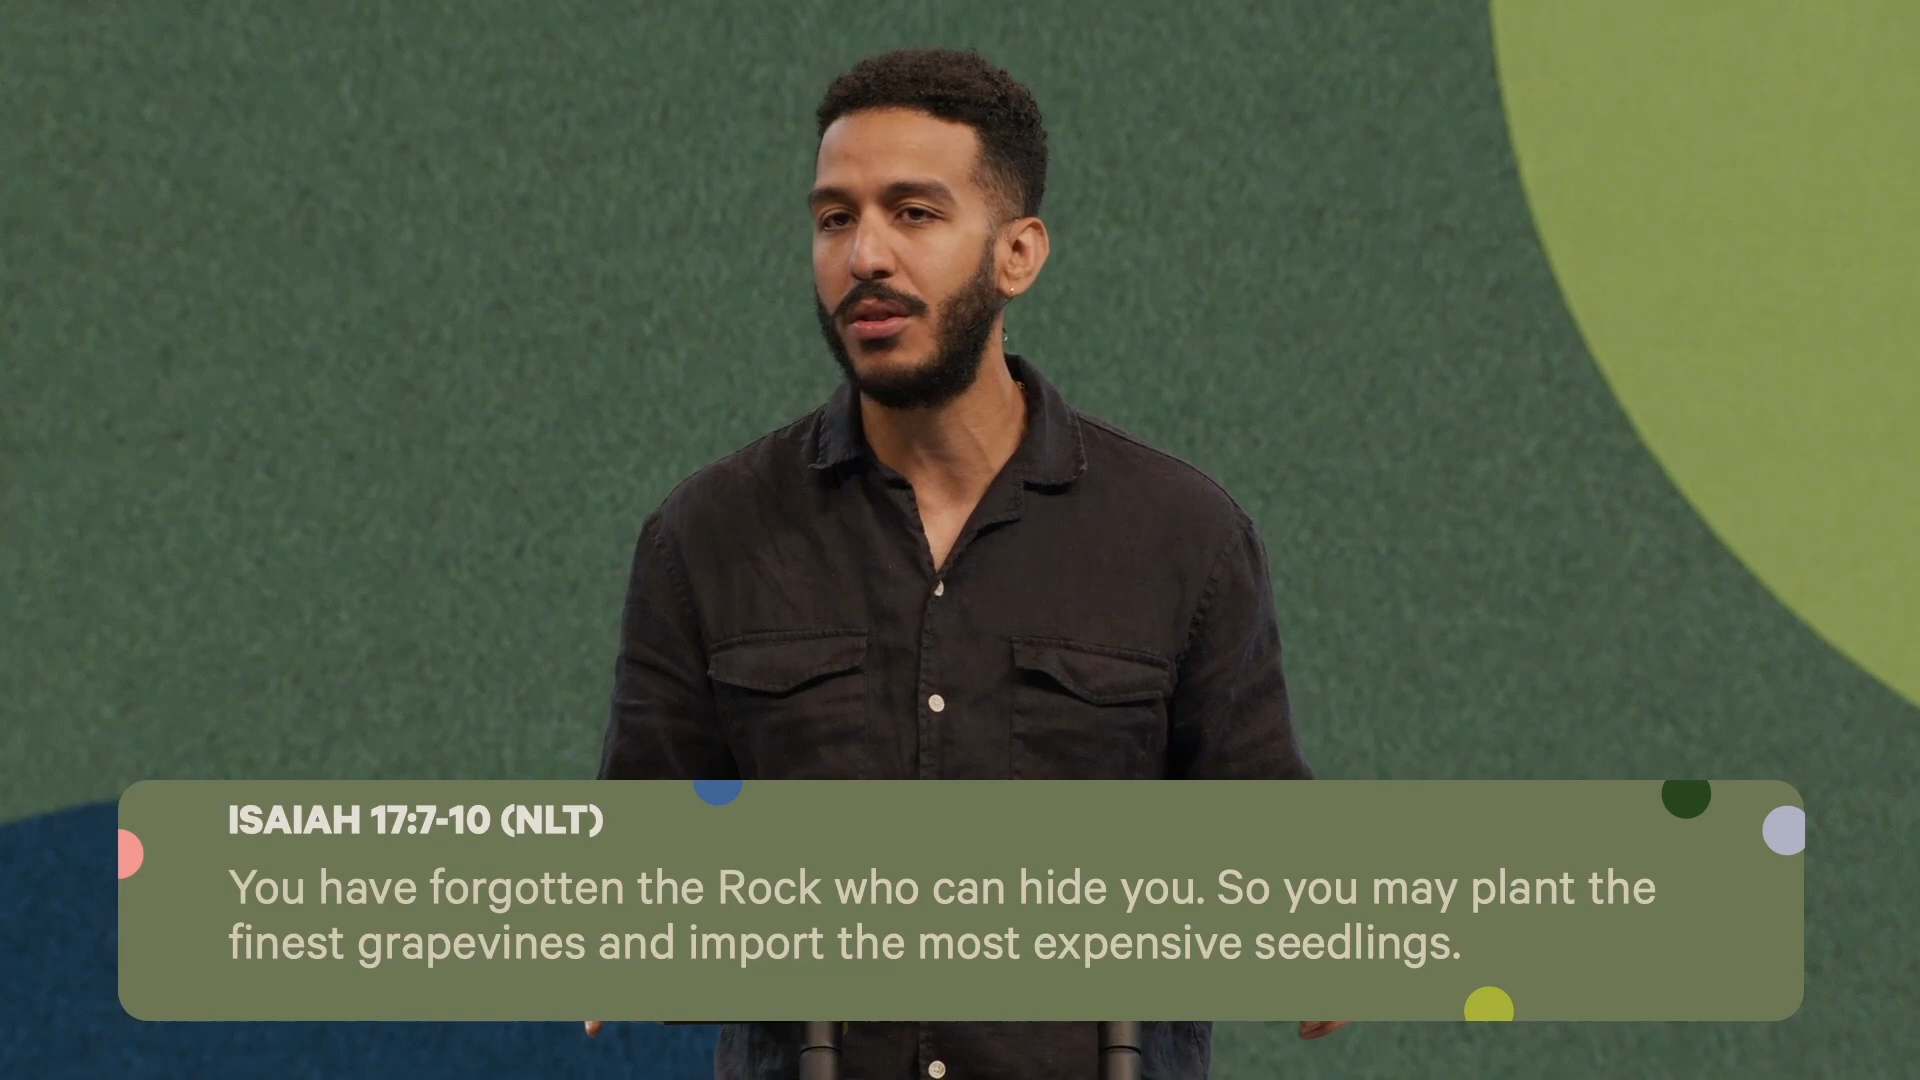 ISAIAH 17:7-10 (NLT)
You have forgotten the Rock who can hide you. So you may plant the
finest grapevines and import the most expensive seedlings.